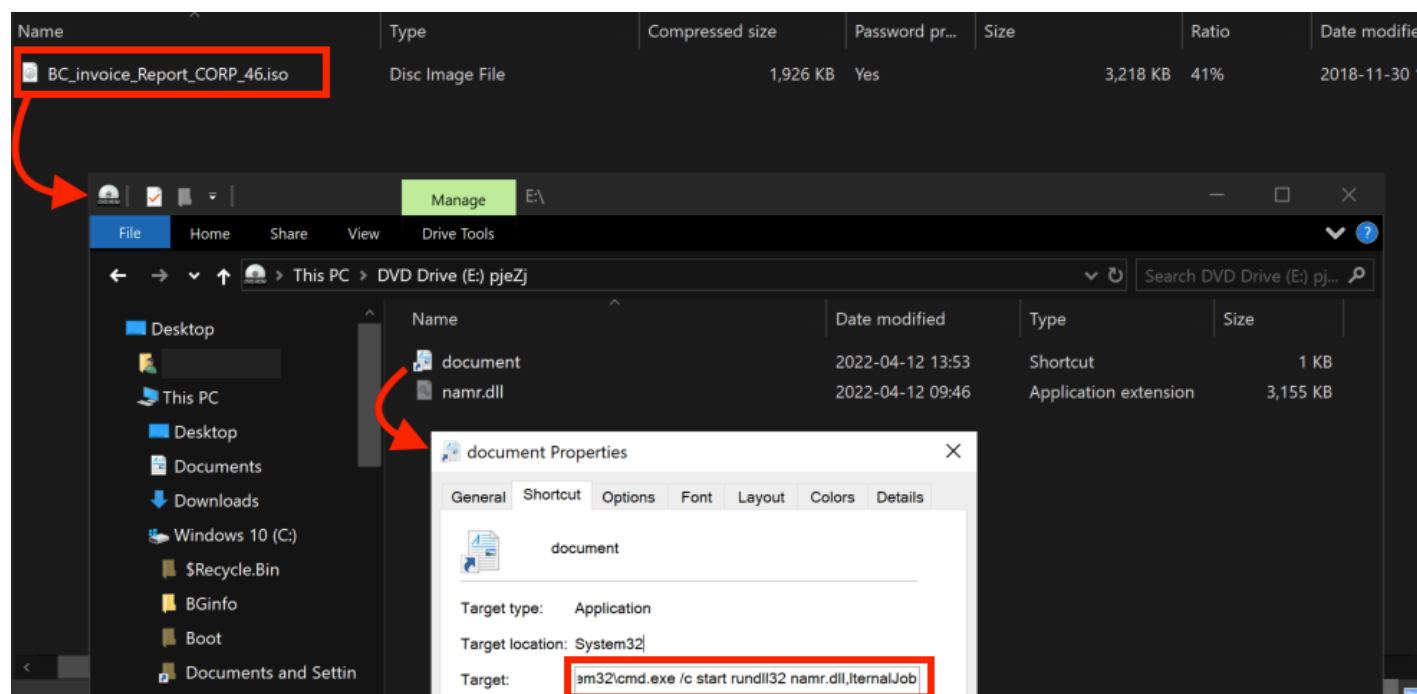 Name Type Compressed size Password pr... Size Ratio Date modifie
BC_invoice_Report_CORP_46.iso Disc Image File 1,926 KB Yes 3,218 KB 41% 2018-11-30
Manage E:\
File Home Share View Drive Tools
This PC > DVD Drive (E:) pjeZj Search DVD Drive (E:) pj...
Name Date modified Type Size
Desktop
document 2022-04-12 13:53 Shortcut 1 KB
namr.dll 2022-04-12 09:46 Application extension 3,155 KB
This PC
Desktop
Documents
Downloads
Windows 10 (C:)
$Recycle.Bin
BGinfo
Boot
Documents and Settin
document Properties
General Shortcut Options Font Layout Colors Details
document
Target type: Application
Target location: System32
Target: em32\cmd.exe /c start rundll32 namr.dll,IternalJob